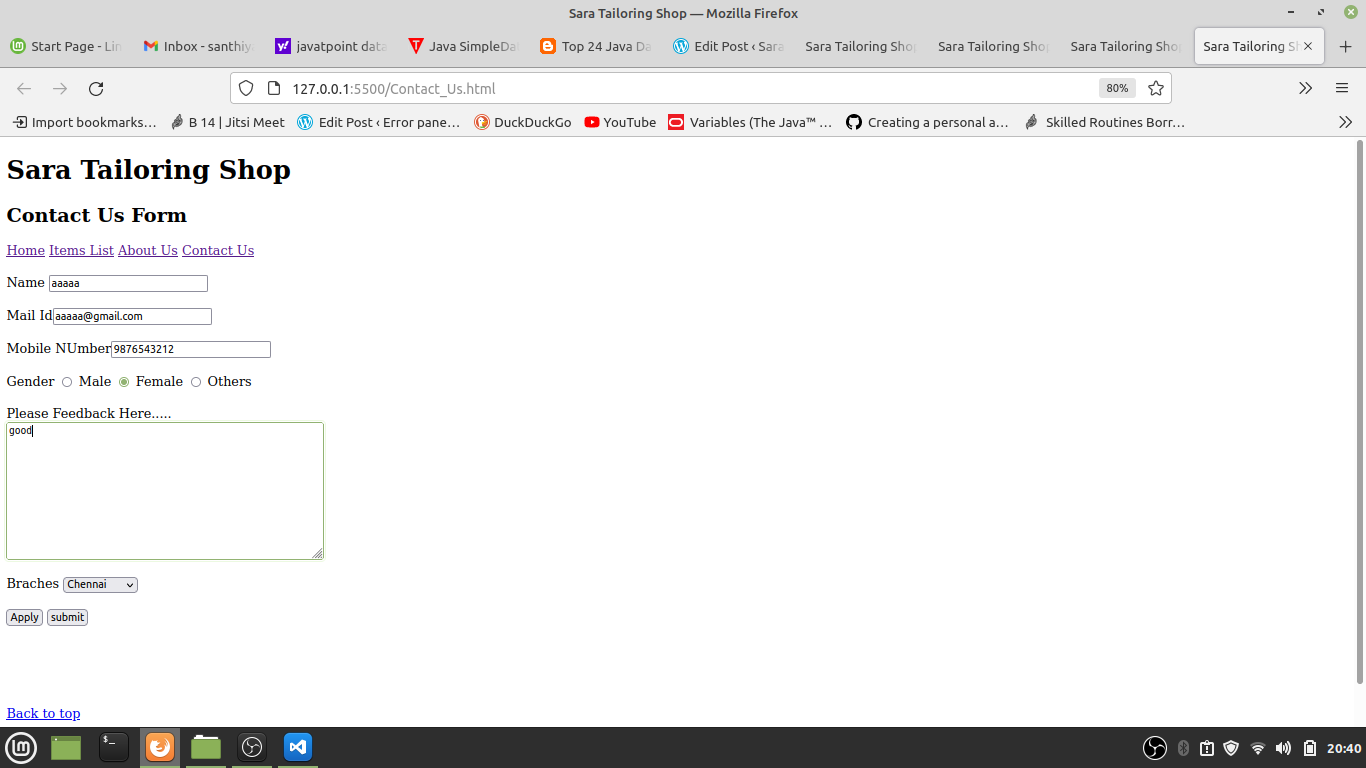 Sara Tailoring Shop — Mozilla Firefox
Start Page - Lin
Inbox - santhiy
javatpoint data
Java SimpleDa
Top 24 Java Da
Edit Post ‹ Sara
Sara Tailoring Sho
Sara Tailoring Sho
Sara Tailoring Sho
Sara Tailoring Sh
127.0.0.1:5500/Contact_Us.html
80%
Import bookmarks…
B 14 | Jitsi Meet
Edit Post ‹ Error pane…
DuckDuckGo
YouTube
Variables (The Java™ …
Creating a personal a…
Skilled Routines Borr…
Sara Tailoring Shop
Contact Us Form
Home Items List About Us Contact Us
Name aaaaa
Mail Id aaaaa@gmail.com
Mobile NUmber 9876543212
Gender Male Female Others
Please Feedback Here.....
good
Braches Chennai
Apply submit
Back to top
20:40